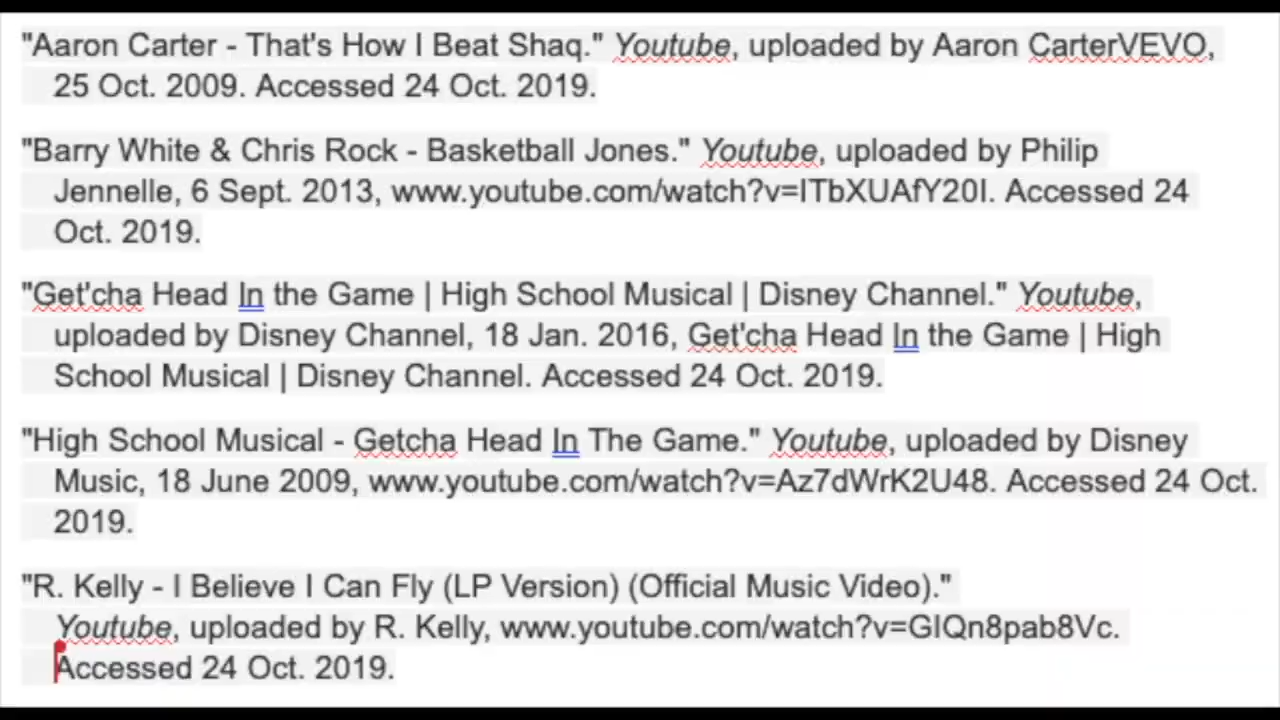 "Aaron Carter - That's How I Beat Shaq." Youtube, uploaded by Aaron CarterVEVO,
25 Oct. 2009. Accessed 24 Oct. 2019.
"Barry White & Chris Rock - Basketball Jones." Youtube, uploaded by Philip
Jennelle, 6 Sept. 2013, www.youtube.com/watch?v=ITbXUAfY20I. Accessed 24
Oct. 2019.
"Get'cha Head In the Game | High School Musical | Disney Channel." Youtube,
uploaded by Disney Channel, 18 Jan. 2016, Get'cha Head In the Game | High
School Musical | Disney Channel. Accessed 24 Oct. 2019.
"High School Musical - Getcha Head In The Game." Youtube, uploaded by Disney
Music, 18 June 2009, www.youtube.com/watch?v=Az7dWrK2U48. Accessed 24 Oct.
2019.
"R. Kelly - I Believe I Can Fly (LP Version) (Official Music Video)."
Youtube, uploaded by R. Kelly, www.youtube.com/watch?v=GIQn8pab8Vc.
Accessed 24 Oct. 2019.